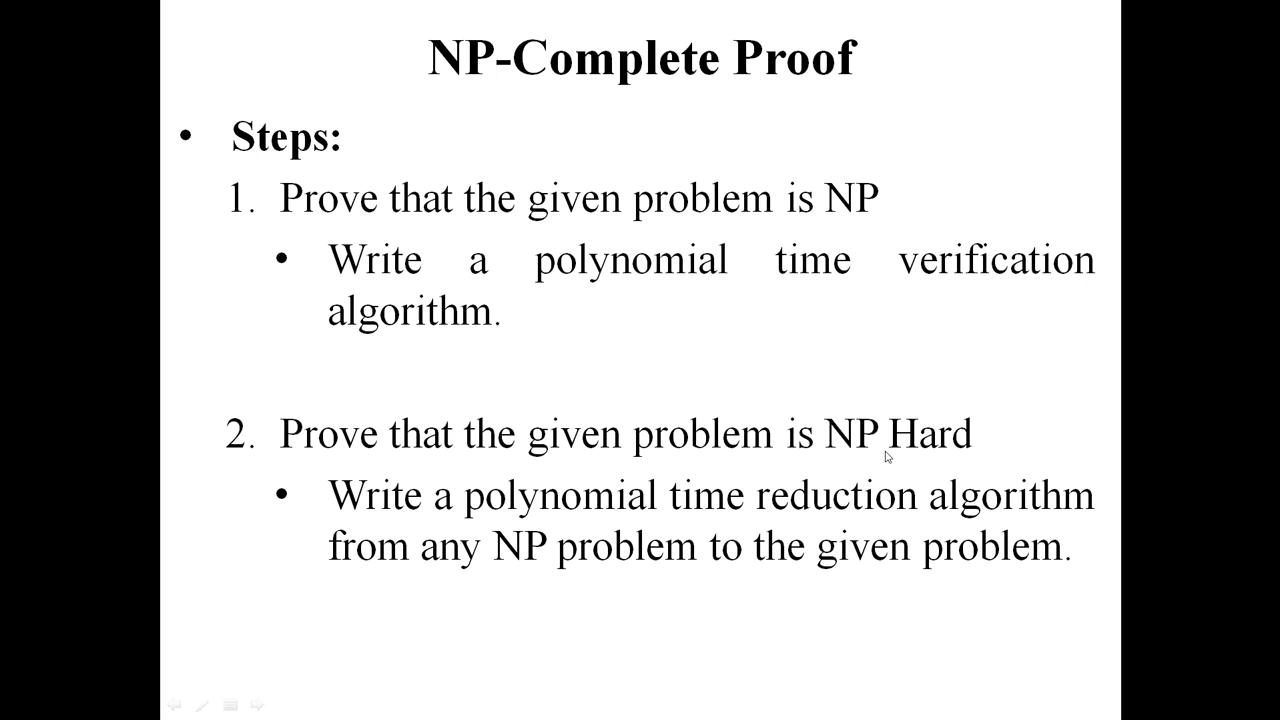 NP-Complete Proof
• Steps:
1. Prove that the given problem is NP
• Write a polynomial time verification
algorithm.
2. Prove that the given problem is NP Hard
• Write a polynomial time reduction algorithm
from any NP problem to the given problem.